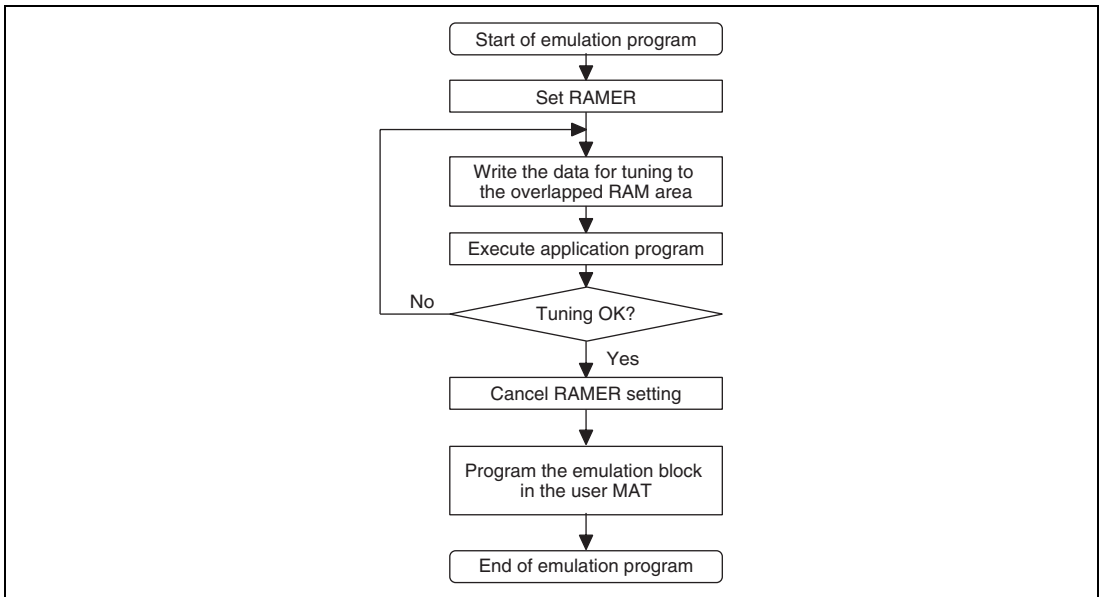 Start of emulation program
Set RAMER
Write the data for tuning to
the overlapped RAM area
Execute application program
No
Tuning OK?
Yes
Cancel RAMER setting
Program the emulation block
in the user MAT
End of emulation program